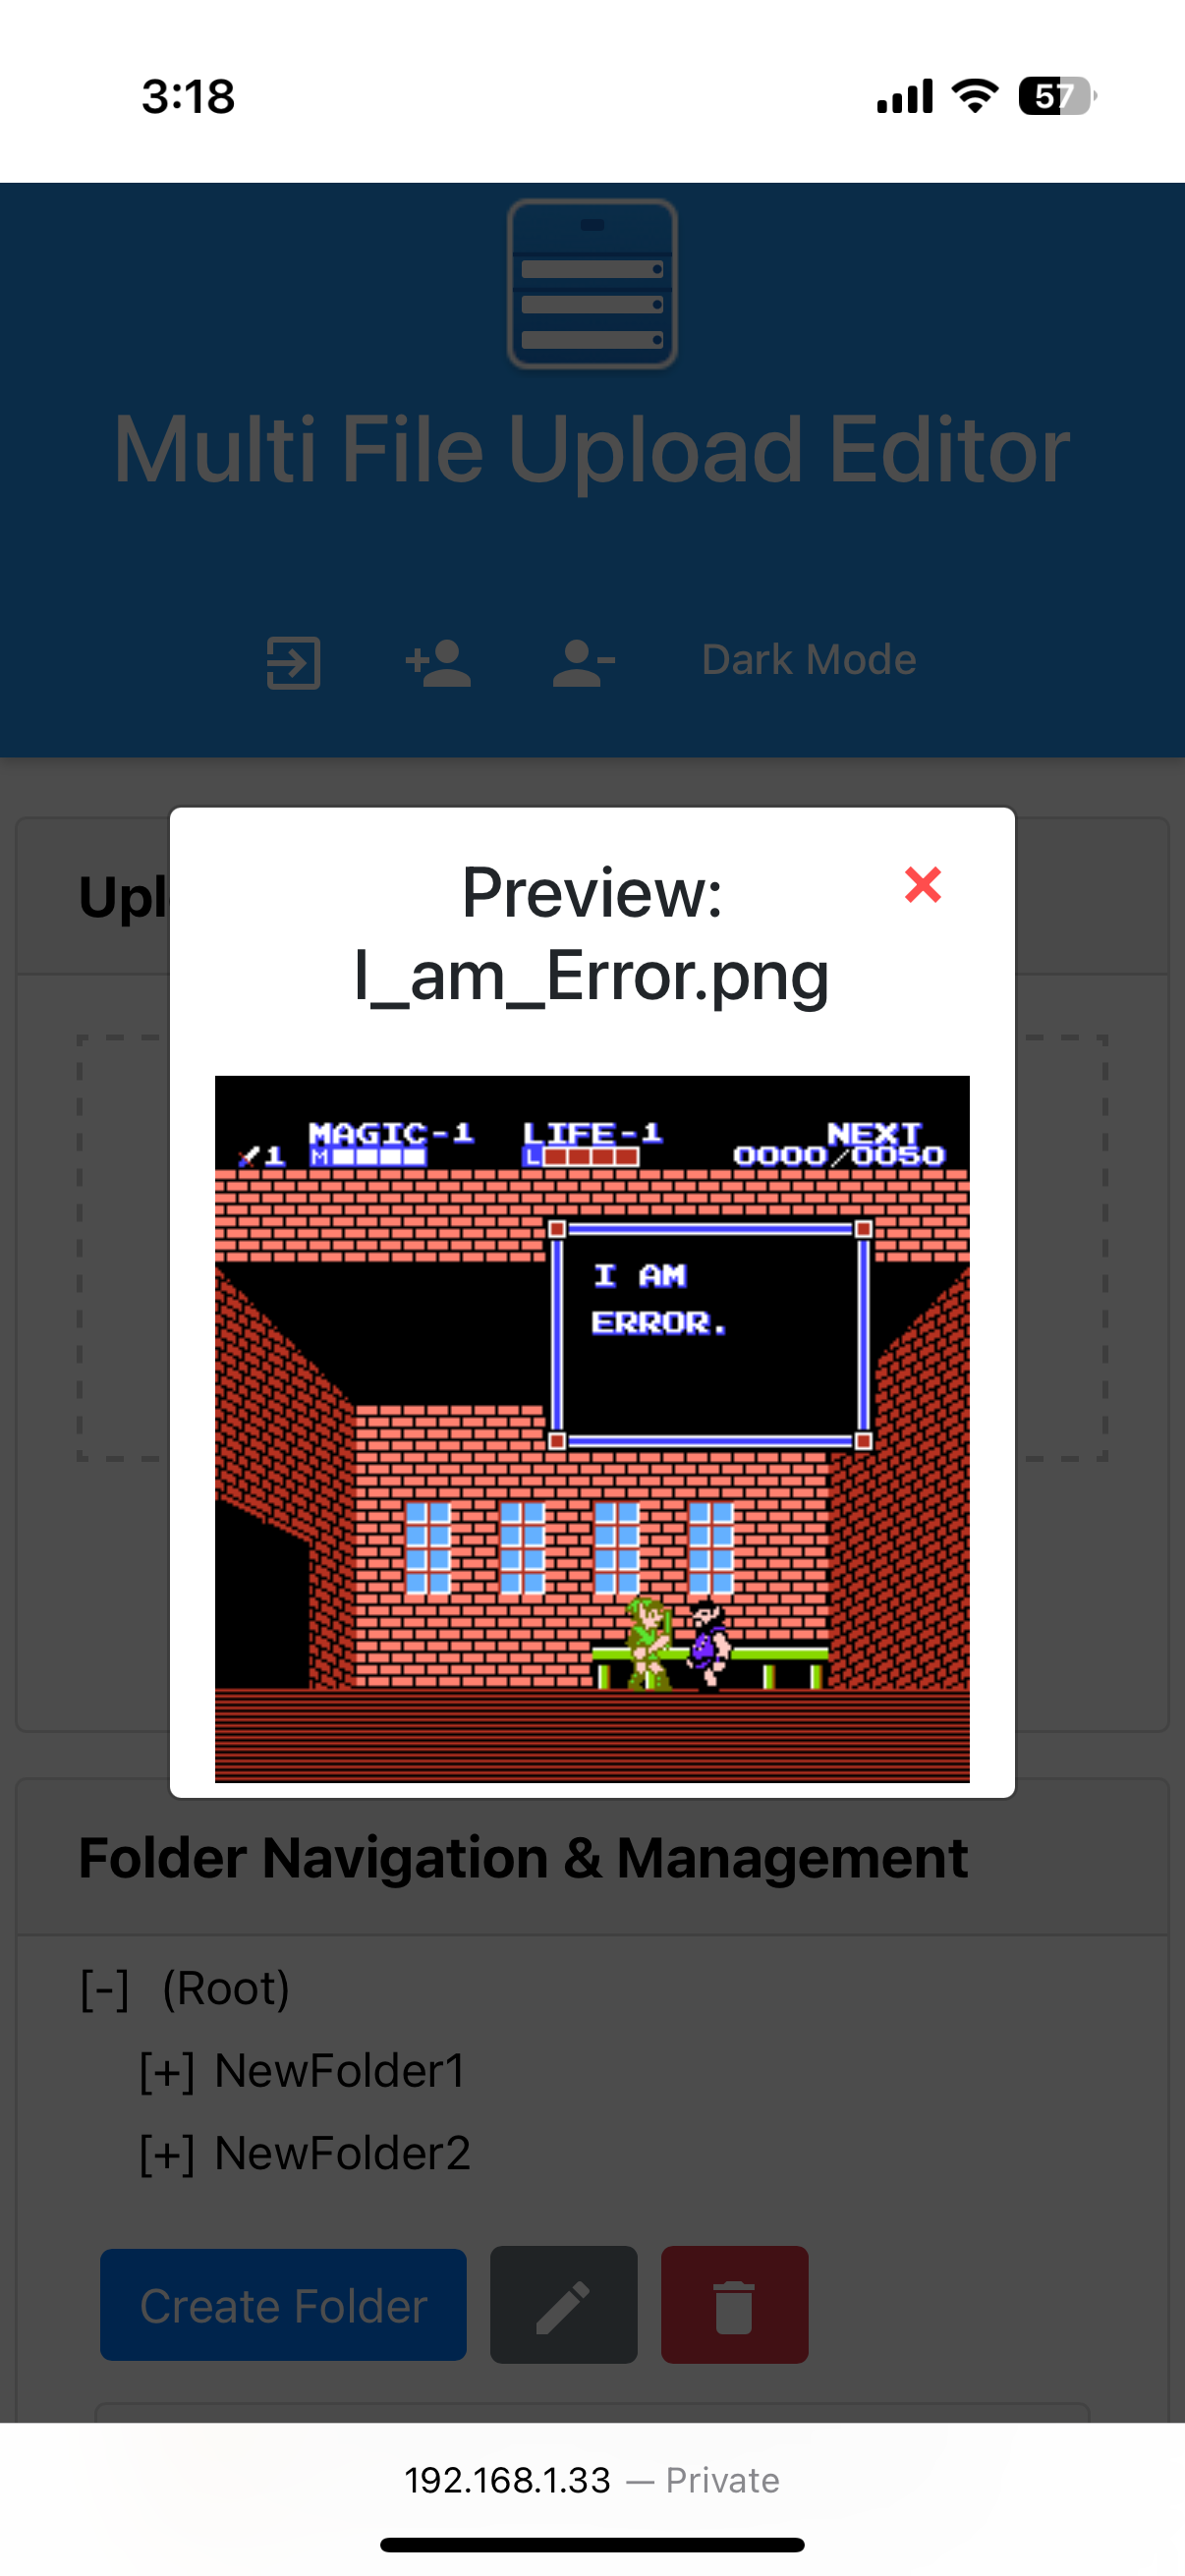 3:18
57
Multi File Upload Editor
Dark Mode
Upl
Preview:
I_am_Error.png
MAGIC-1 LIFE-1 NEXT
1 M L 0000/0050
I AM
ERROR.
Folder Navigation & Management
[-] (Root)
[+] NewFolder1
[+] NewFolder2
Create Folder
192.168.1.33 — Private